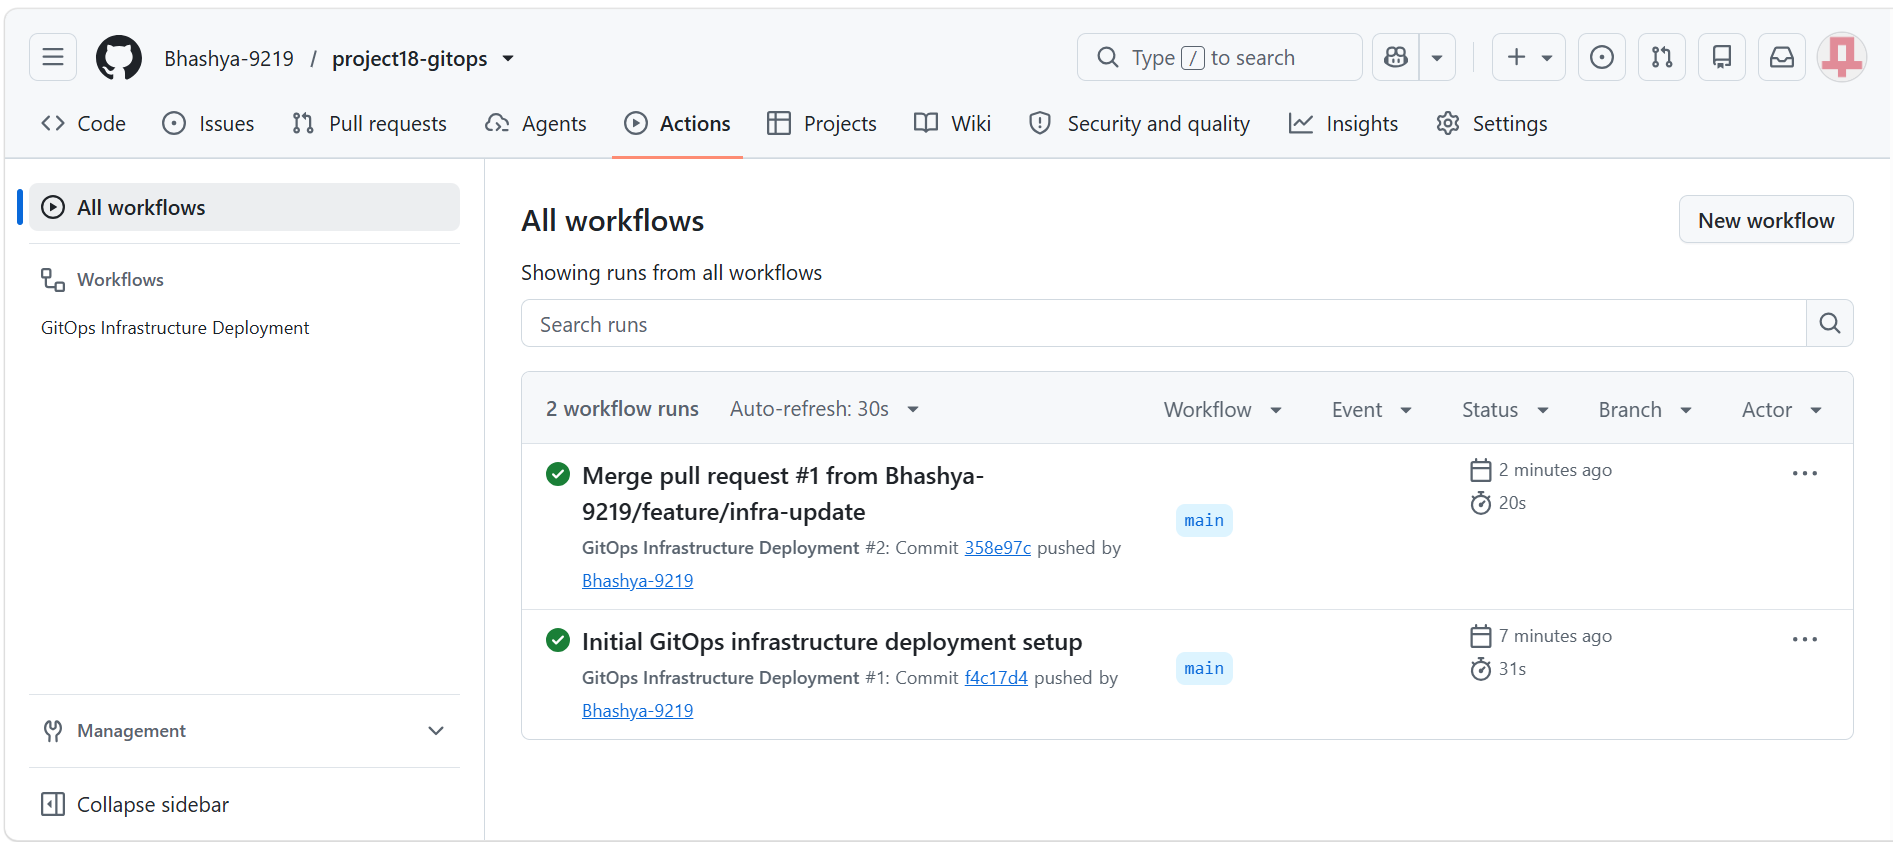 Bhashya-9219 / project18-gitops
Type / to search
Code Issues Pull requests Agents Actions Projects Wiki Security and quality Insights Settings
All workflows
Workflows
GitOps Infrastructure Deployment
Management
Collapse sidebar
All workflows
New workflow
Showing runs from all workflows
Search runs
2 workflow runs Auto-refresh: 30s Workflow Event Status Branch Actor
Merge pull request #1 from Bhashya-
9219/feature/infra-update
GitOps Infrastructure Deployment #2: Commit 358e97c pushed by
Bhashya-9219
main
2 minutes ago
20s
Initial GitOps infrastructure deployment setup
GitOps Infrastructure Deployment #1: Commit f4c17d4 pushed by
Bhashya-9219
main
7 minutes ago
31s